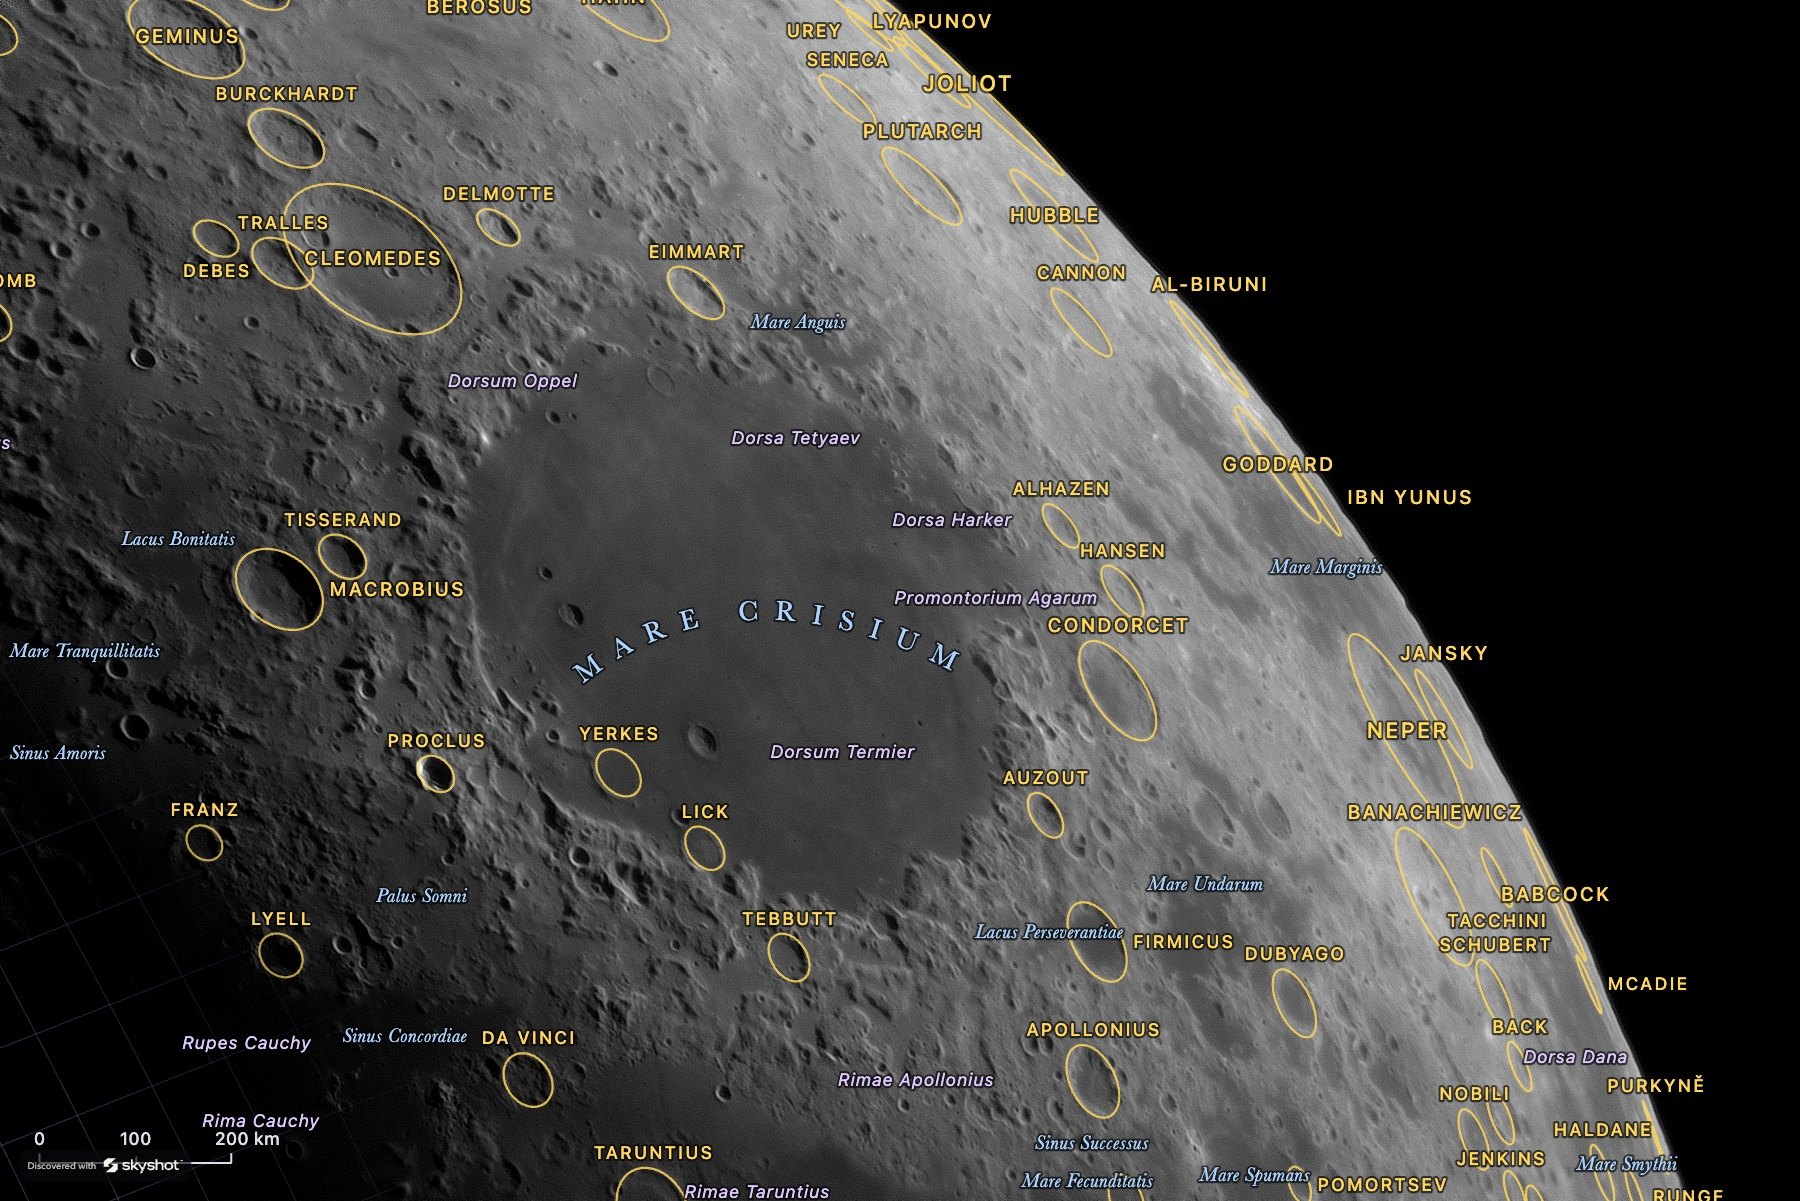 BEROSUS
LYAPUNOV
UREY
GEMINUS
SENECA
JOLIOT
BURCKHARDT
PLUTARCH
DELMOTTE
HUBBLE
TRALLES
EIMMART
CLEOMEDES
DEBES
CANNON
AL-BIRUNI
Mare Anguis
Dorsum Oppel
Dorsa Tetyaev
GODDARD
ALHAZEN
IBN YUNUS
TISSERAND
Dorsa Harker
Lacus Bonitatis
HANSEN
Mare Marginis
MACROBIUS
Promontorium Agarum
MARE CRISIUM
CONDORCET
Mare Tranquillitatis
JANSKY
NEPER
YERKES
PROCLUS
Sinus Amoris
Dorsum Termier
AUZOUT
FRANZ
LICK
BANACHIEWICZ
Mare Undarum
Palus Somni
BABCOCK
LYELL
TEBBUTT
TACCHINI
Lacus Perseverantiae
FIRMICUS
SCHUBERT
DUBYAGO
MCADIE
BACK
APOLLONIUS
Sinus Concordiae
DA VINCI
Rupes Cauchy
Dorsa Dana
Rimae Apollonius
PURKYNĚ
NOBILI
Rima Cauchy
HALDANE
0 100 200 km
Sinus Successus
TARUNTIUS
JENKINS
Discovered with skyshot
Mare Smythii
Mare Spumans
Mare Fecunditatis
POMORTSEV
Rimae Taruntius
RUNGE